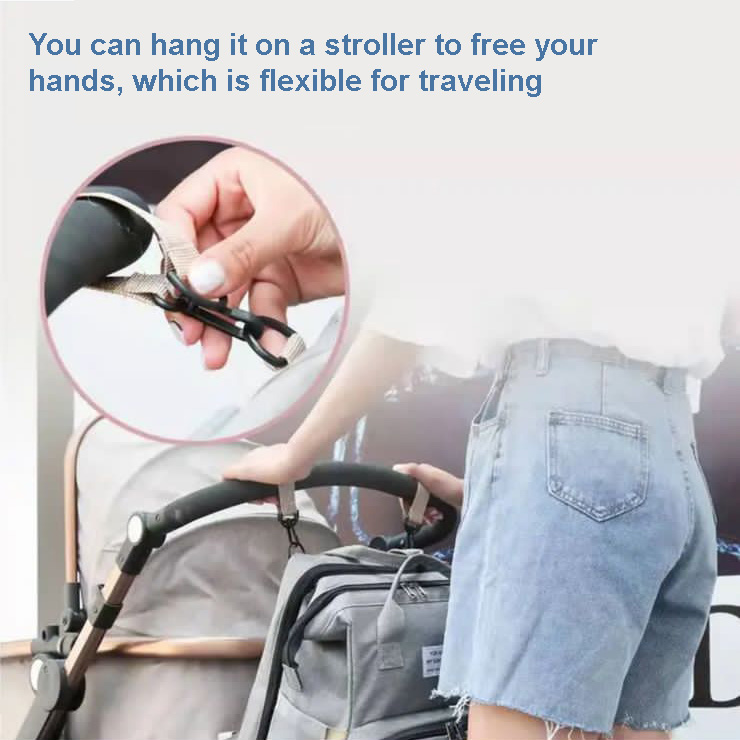 You can hang it on a stroller to free your
hands, which is flexible for traveling
D